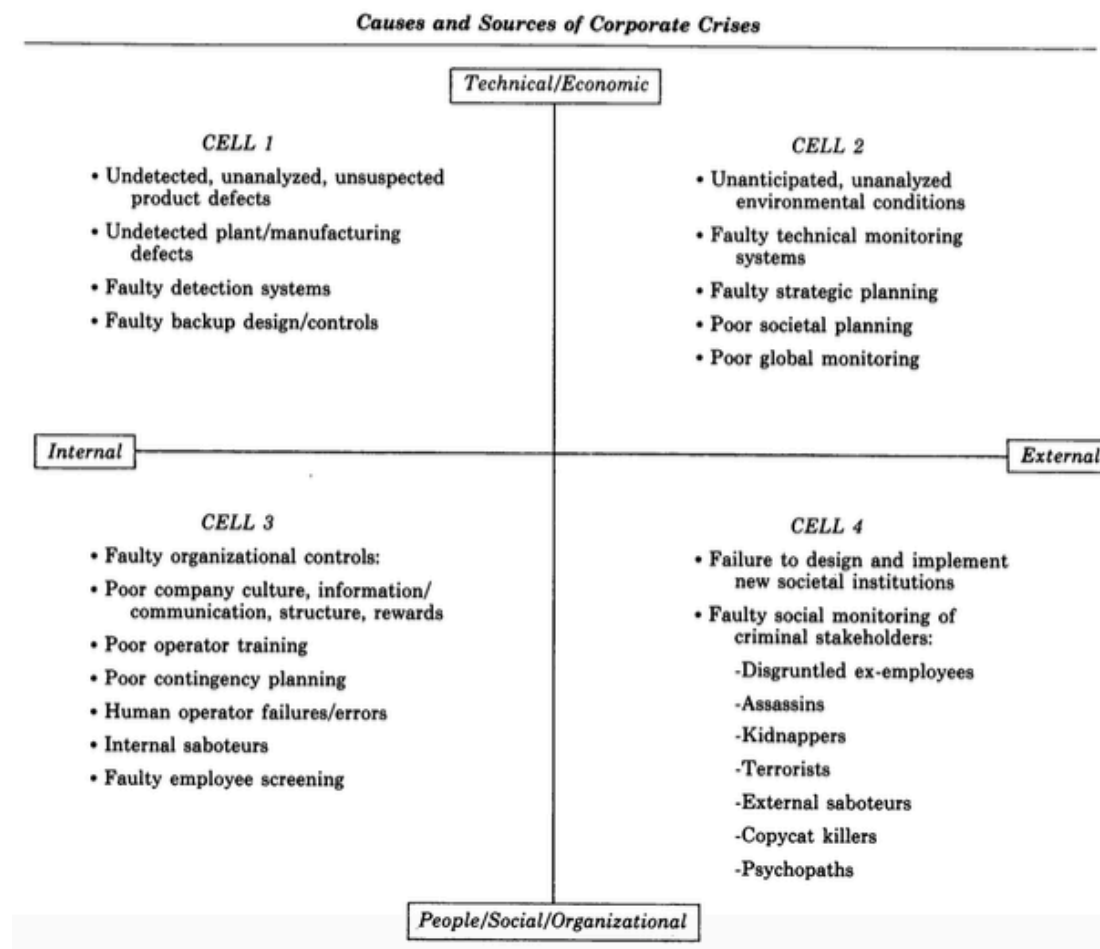 Causes and Sources of Corporate Crises
Technical/Economic
CELL 1
• Undetected, unanalyzed, unsuspected
product defects
• Undetected plant/manufacturing
defects
• Faulty detection systems
• Faulty backup design/controls
CELL 2
• Unanticipated, unanalyzed
environmental conditions
• Faulty technical monitoring
systems
• Faulty strategic planning
• Poor societal planning
• Poor global monitoring
Internal
External
CELL 3
• Faulty organizational controls:
• Poor company culture, information/
communication, structure, rewards
• Poor operator training
• Poor contingency planning
• Human operator failures/errors
• Internal saboteurs
• Faulty employee screening
CELL 4
• Failure to design and implement
new societal institutions
• Faulty social monitoring of
criminal stakeholders:
-Disgruntled ex-employees
-Assassins
-Kidnappers
-Terrorists
-External saboteurs
-Copycat killers
-Psychopaths
People/Social/Organizational